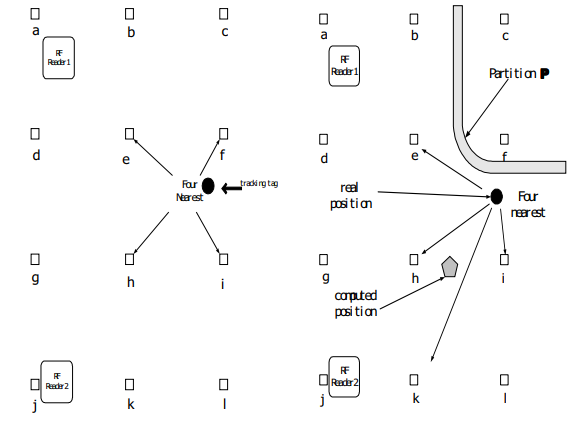 a
b
c
RF
Reader1
d
e
f
Four
Nearest
tracking tag
g
h
i
RF
Reader2
j
k
l
a
b
c
RF
Reader1
Partition P
d
e
f
real
position
Four
nearest
g
h
i
computed
position
RF
Reader2
j
k
l